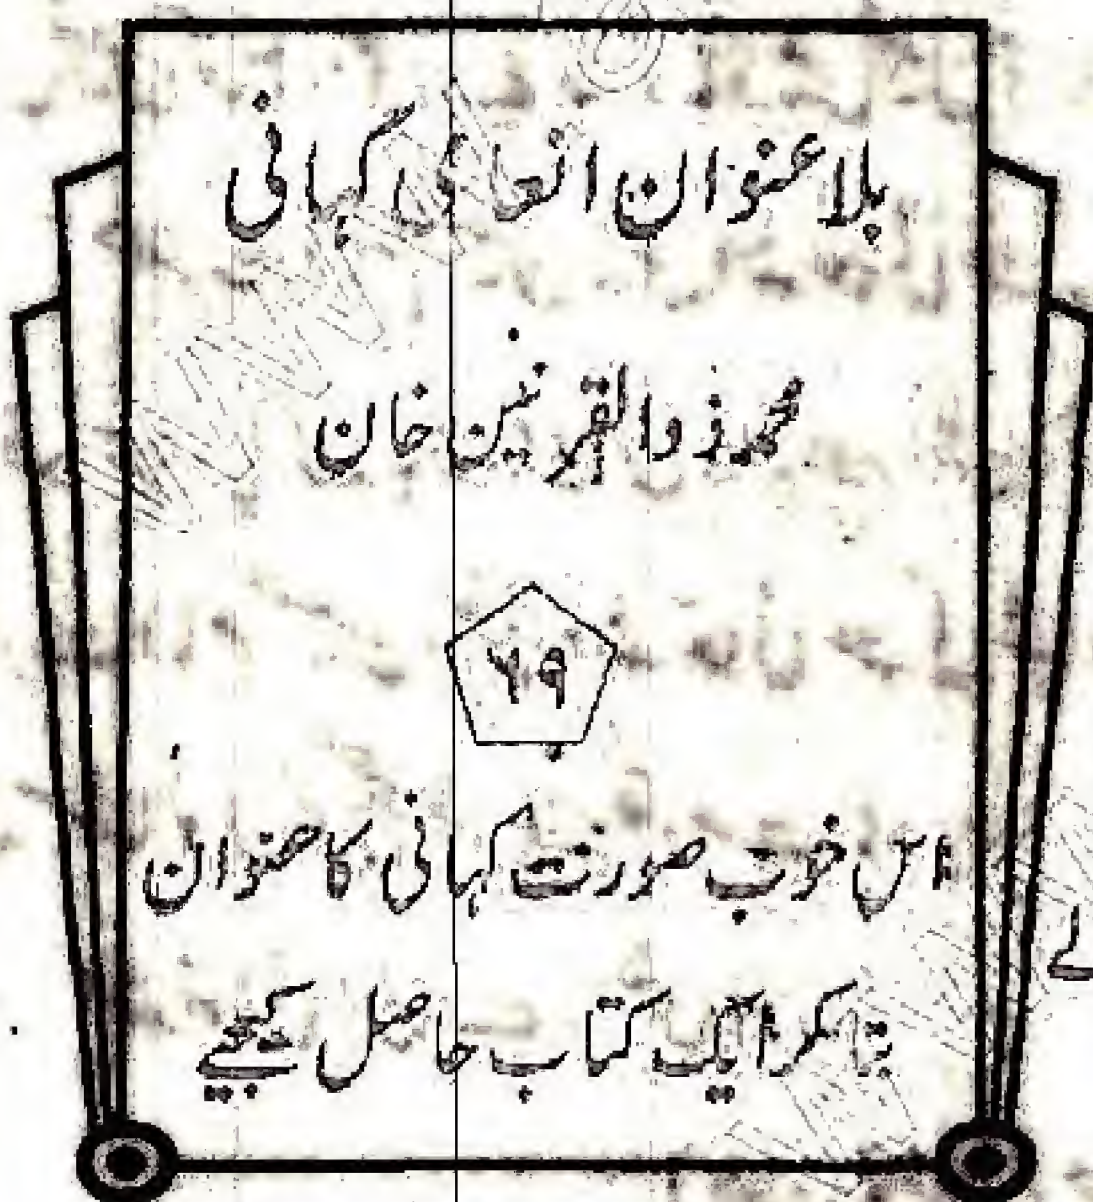 بلا عنوان انعامی کہانی
محمد ذوالقرنین خان
۲۹
اس خوب صورت کہانی کا عنوان
بتا کر ایک کتاب حاصل کیجیے